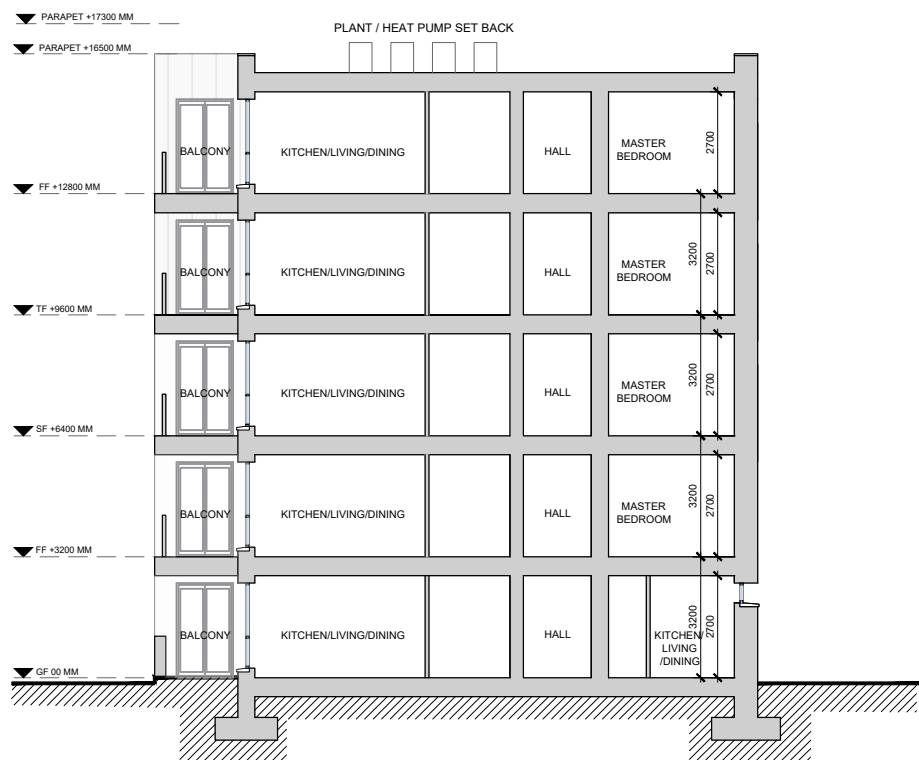 PARAPET +17300 MM
PLANT / HEAT PUMP SET BACK
PARAPET +16500 MM
BALCONY
KITCHEN/LIVING/DINING
HALL
MASTER
BEDROOM
2700
FF +12800 MM
BALCONY
KITCHEN/LIVING/DINING
HALL
MASTER
BEDROOM
3200
2700
TF +9600 MM
BALCONY
KITCHEN/LIVING/DINING
HALL
MASTER
BEDROOM
3200
2700
SF +6400 MM
BALCONY
KITCHEN/LIVING/DINING
HALL
MASTER
BEDROOM
3200
2700
FF +3200 MM
BALCONY
KITCHEN/LIVING/DINING
HALL
KITCHEN/
LIVING
/DINING
3200
2700
GF 00 MM